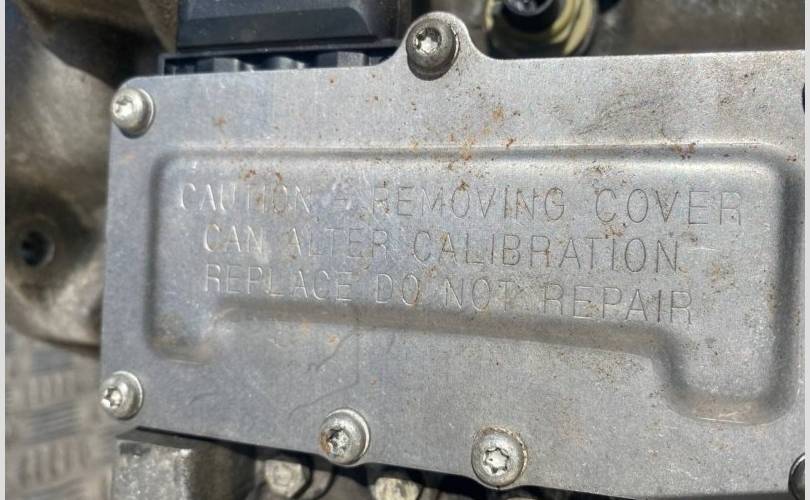 CAUTION - REMOVING COVER
CAN ALTER CALIBRATION
REPLACE DO NOT REPAIR